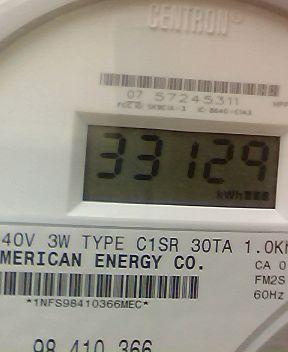 CENTRON®
07 57245311
33129
kWh
40V 3W TYPE C1SR 30TA 1.0K
MERICAN ENERGY CO.
CA 0
FM2S
*1NFS98410366MEC*
60Hz
98 410 366